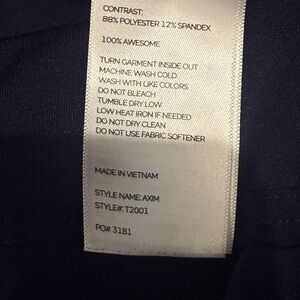 CONTRAST:
88% POLYESTER 12% SPANDEX
100% AWESOME
TURN GARMENT INSIDE OUT
MACHINE WASH COLD
WASH WITH LIKE COLORS
DO NOT BLEACH
TUMBLE DRY LOW
LOW HEAT IRON IF NEEDED
DO NOT DRY CLEAN
DO NOT USE FABRIC SOFTENER
MADE IN VIETNAM
STYLE NAME: AXIM
STYLE#: T2001
PO# 3181